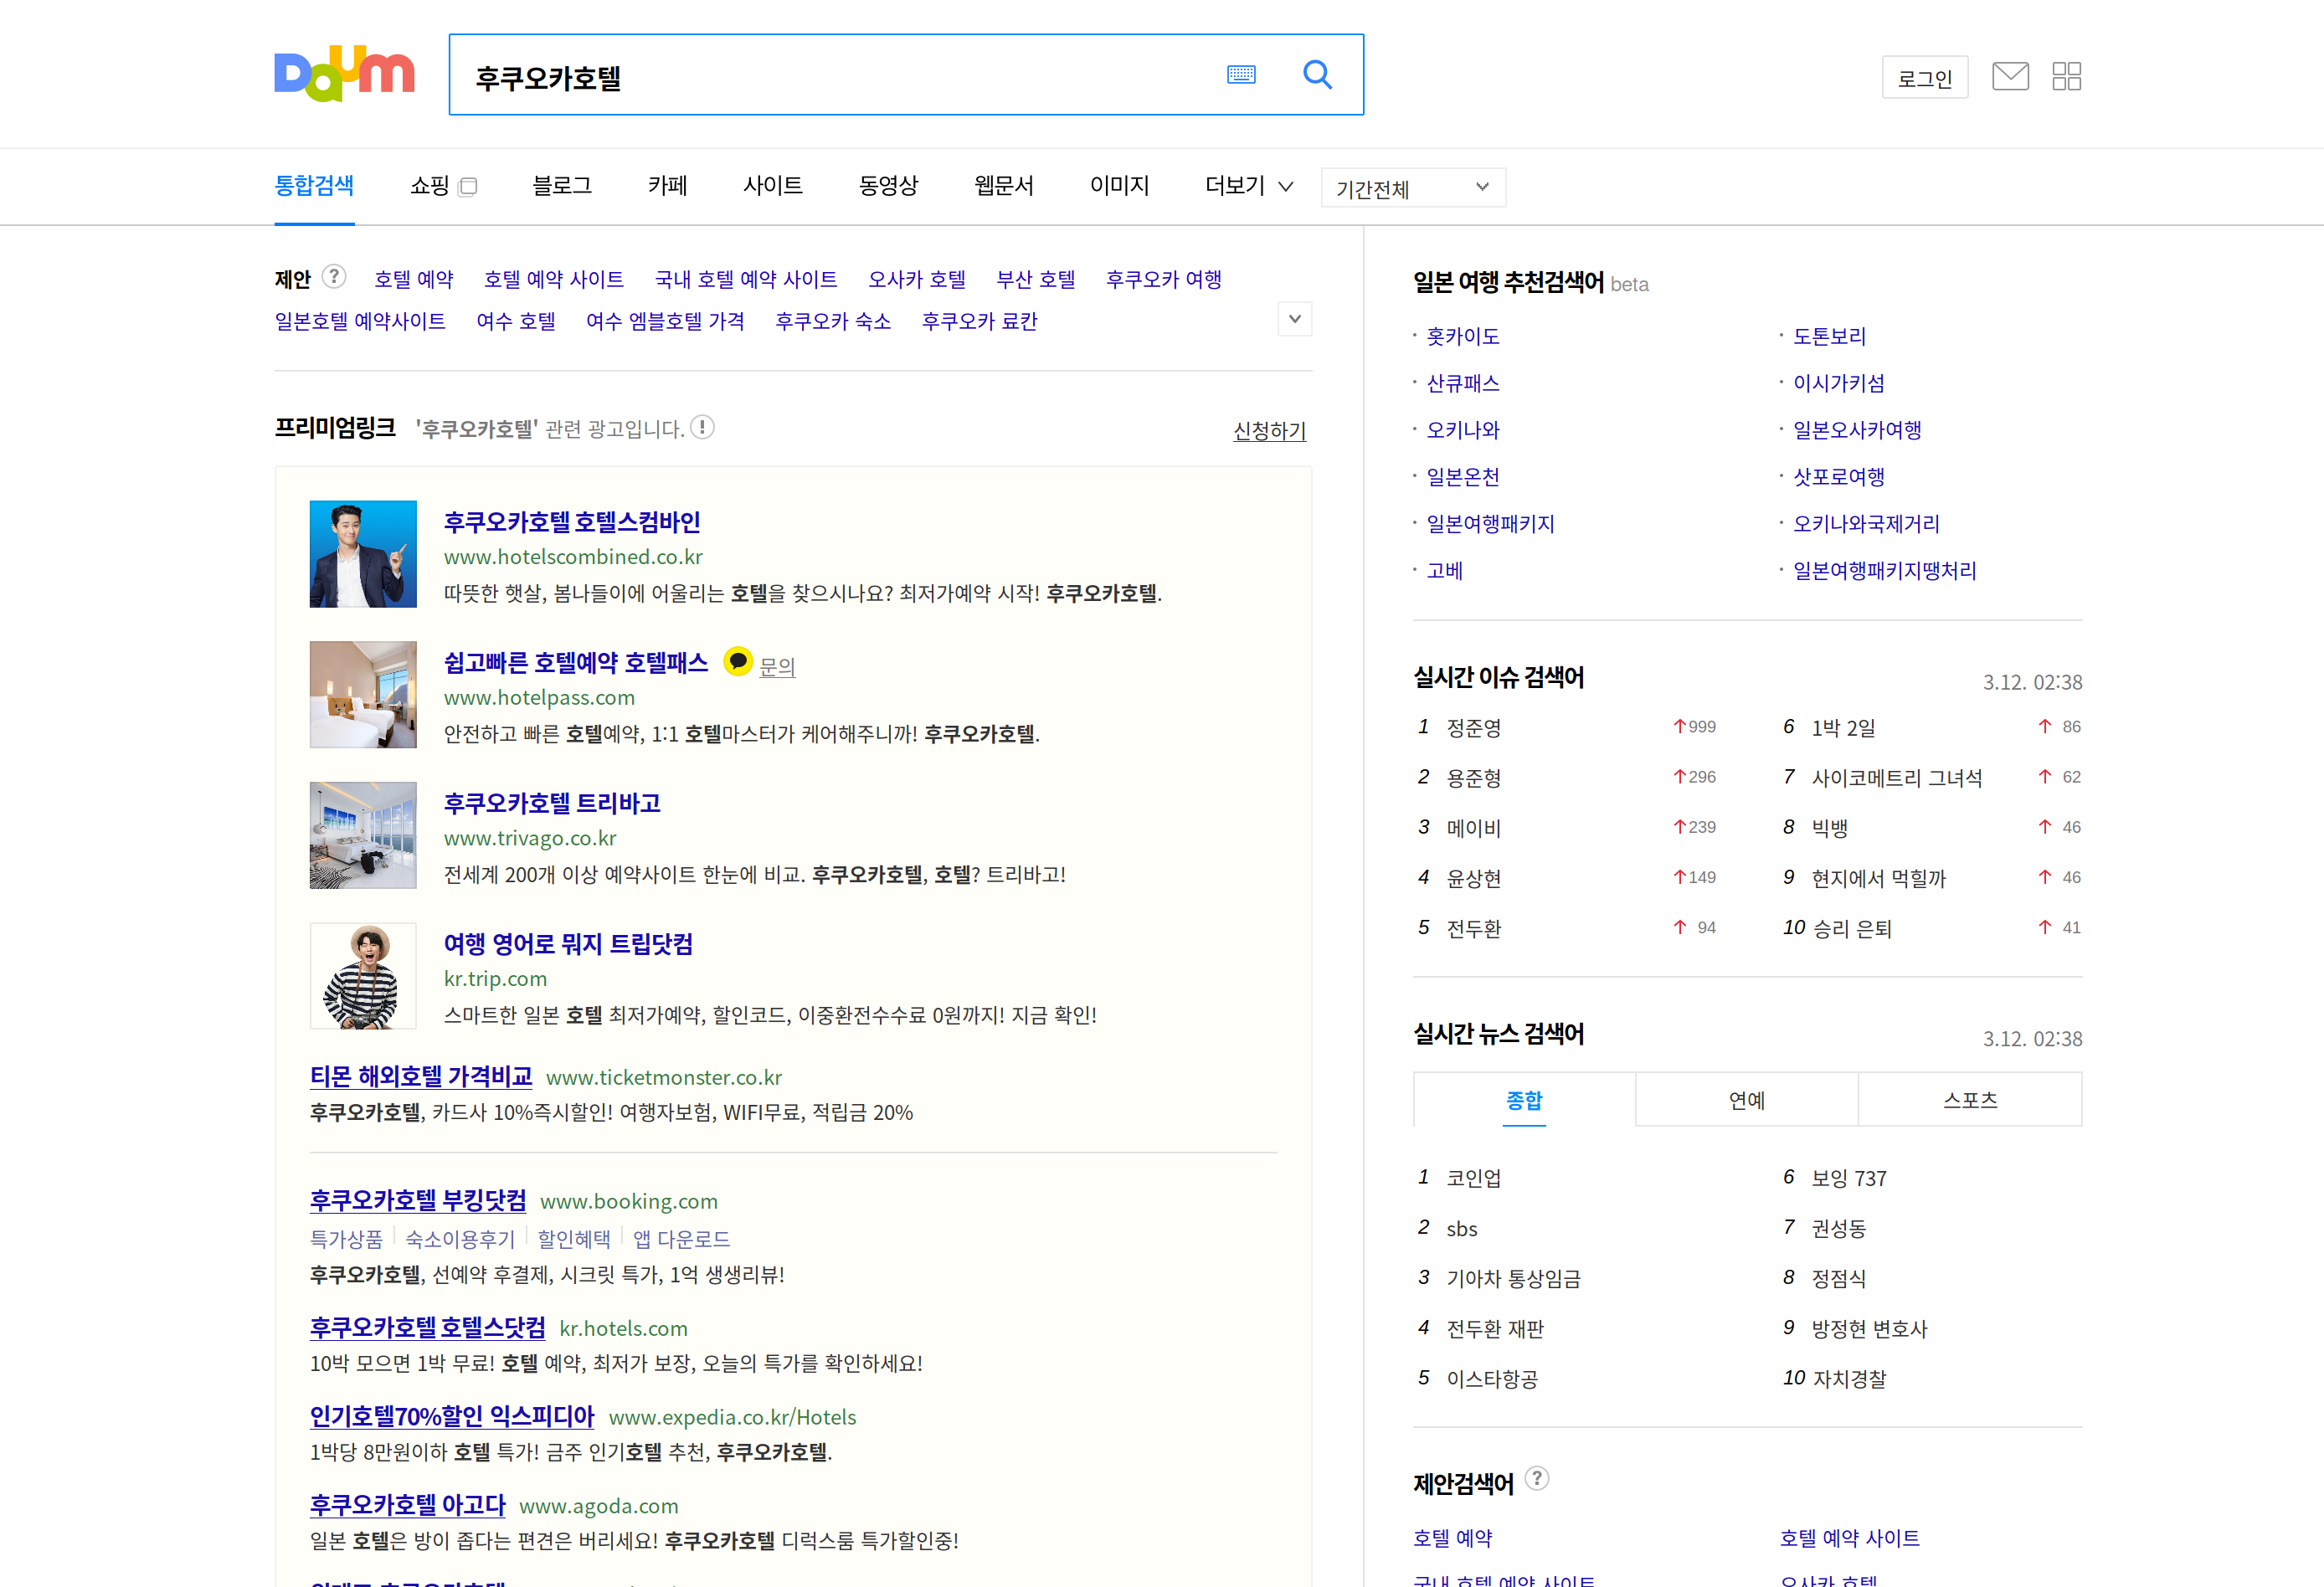 Daum
후쿠오카호텔
로그인
통합검색 쇼핑 블로그 카페 사이트 동영상 웹문서 이미지 더보기 기간전체
제안 ? 호텔 예약 호텔 예약 사이트 국내 호텔 예약 사이트 오사카 호텔 부산 호텔 후쿠오카 여행
일본호텔 예약사이트 여수 호텔 여수 엠블호텔 가격 후쿠오카 숙소 후쿠오카 료칸
프리미엄링크 '후쿠오카호텔' 관련 광고입니다. ! 신청하기
후쿠오카호텔 호텔스컴바인
www.hotelscombined.co.kr
따뜻한 햇살, 봄나들이에 어울리는 호텔을 찾으시나요? 최저가예약 시작! 후쿠오카호텔.
쉽고빠른 호텔예약 호텔패스 문의
www.hotelpass.com
안전하고 빠른 호텔예약, 1:1 호텔마스터가 케어해주니까! 후쿠오카호텔.
후쿠오카호텔 트리바고
www.trivago.co.kr
전세계 200개 이상 예약사이트 한눈에 비교. 후쿠오카호텔, 호텔? 트리바고!
여행 영어로 뭐지 트립닷컴
kr.trip.com
스마트한 일본 호텔 최저가예약, 할인코드, 이중환전수수료 0원까지! 지금 확인!
티몬 해외호텔 가격비교 www.ticketmonster.co.kr
후쿠오카호텔, 카드사 10%즉시할인! 여행자보험, WIFI무료, 적립금 20%
후쿠오카호텔 부킹닷컴 www.booking.com
특가상품 숙소이용후기 할인혜택 앱 다운로드
후쿠오카호텔, 선예약 후결제, 시크릿 특가, 1억 생생리뷰!
후쿠오카호텔 호텔스닷컴 kr.hotels.com
10박 모으면 1박 무료! 호텔 예약, 최저가 보장, 오늘의 특가를 확인하세요!
인기호텔70%할인 익스피디아 www.expedia.co.kr/Hotels
1박당 8만원이하 호텔 특가! 금주 인기호텔 추천, 후쿠오카호텔.
후쿠오카호텔 아고다 www.agoda.com
일본 호텔은 방이 좁다는 편견은 버리세요! 후쿠오카호텔 디럭스룸 특가할인중!
일본 여행 추천검색어 beta
홋카이도 도톤보리
산큐패스 이시가키섬
오키나와 일본오사카여행
일본온천 삿포로여행
일본여행패키지 오키나와국제거리
고베 일본여행패키지땡처리
실시간 이슈 검색어 3.12. 02:38
1 정준영 999 6 1박 2일 86
2 용준형 296 7 사이코메트리 그녀석 62
3 메이비 239 8 빅뱅 46
4 윤상현 149 9 현지에서 먹힐까 46
5 전두환 94 10 승리 은퇴 41
실시간 뉴스 검색어 3.12. 02:38
종합 연예 스포츠
1 코인업 6 보잉 737
2 sbs 7 권성동
3 기아차 통상임금 8 정점식
4 전두환 재판 9 방정현 변호사
5 이스타항공 10 자치경찰
제안검색어 ?
호텔 예약 호텔 예약 사이트
국내 호텔 예약 사이트 오사카 호텔